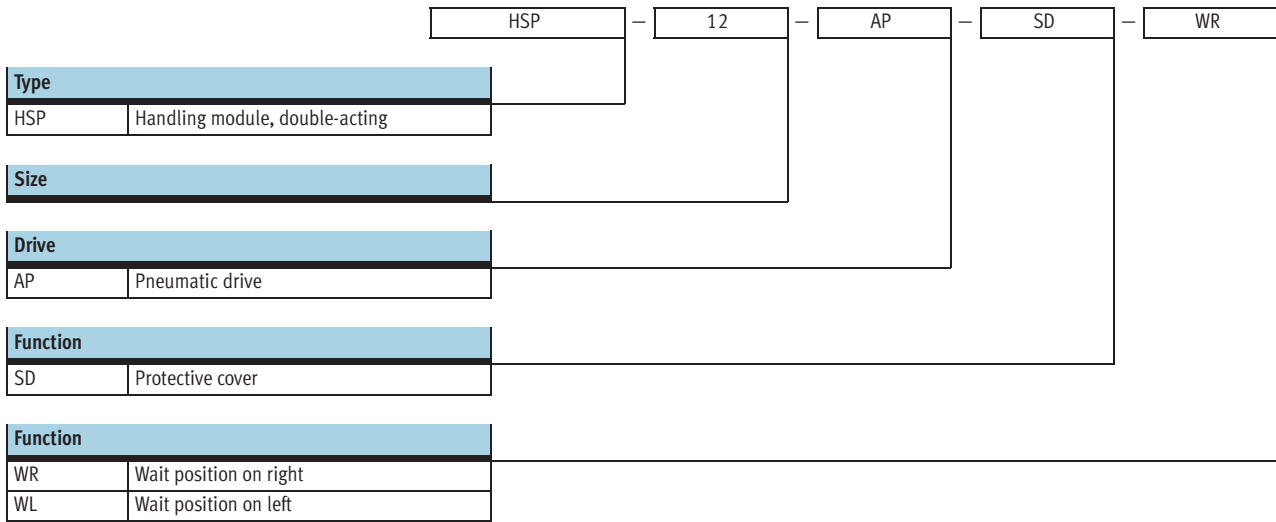 HSP — 12 — AP — SD — WR
Type
HSP Handling module, double-acting
Size
Drive
AP Pneumatic drive
Function
SD Protective cover
Function
WR Wait position on right
WL Wait position on left